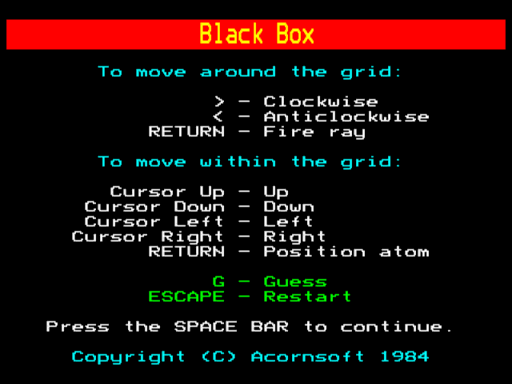 Black Box
To move around the grid:
> - Clockwise
< - Anticlockwise
RETURN - Fire ray
To move within the grid:
Cursor Up - Up
Cursor Down - Down
Cursor Left - Left
Cursor Right - Right
RETURN - Position atom
G - Guess
ESCAPE - Restart
Press the SPACE BAR to continue.
Copyright (C) Acornsoft 1984